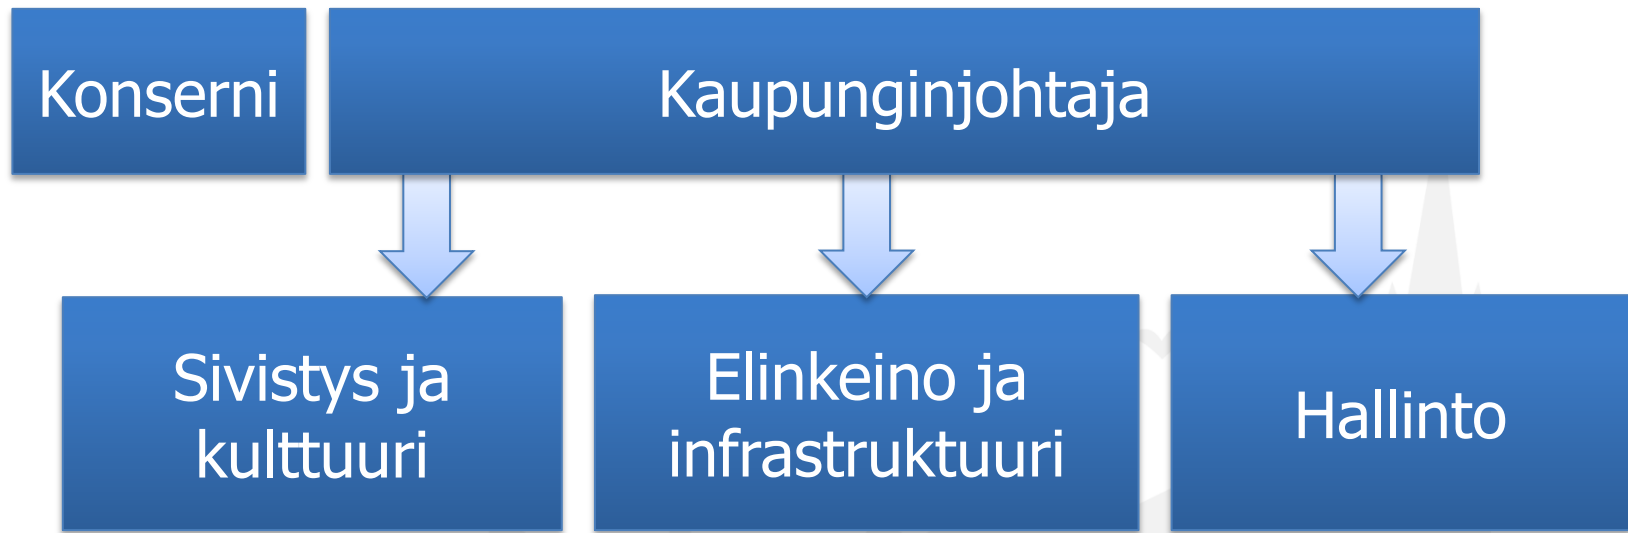 Konserni
Kaupunginjohtaja
Sivistys ja
kulttuuri
Elinkeino ja
infrastruktuuri
Hallinto